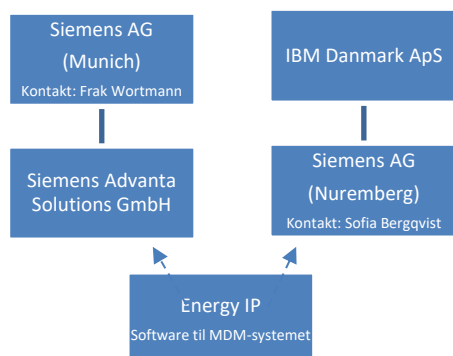 Siemens AG
(Munich)
Kontakt: Frak Wortmann
IBM Danmark ApS
Siemens Advanta
Solutions GmbH
Siemens AG
(Nuremberg)
Kontakt: Sofia Bergqvist
Energy IP
Software til MDM-systemet